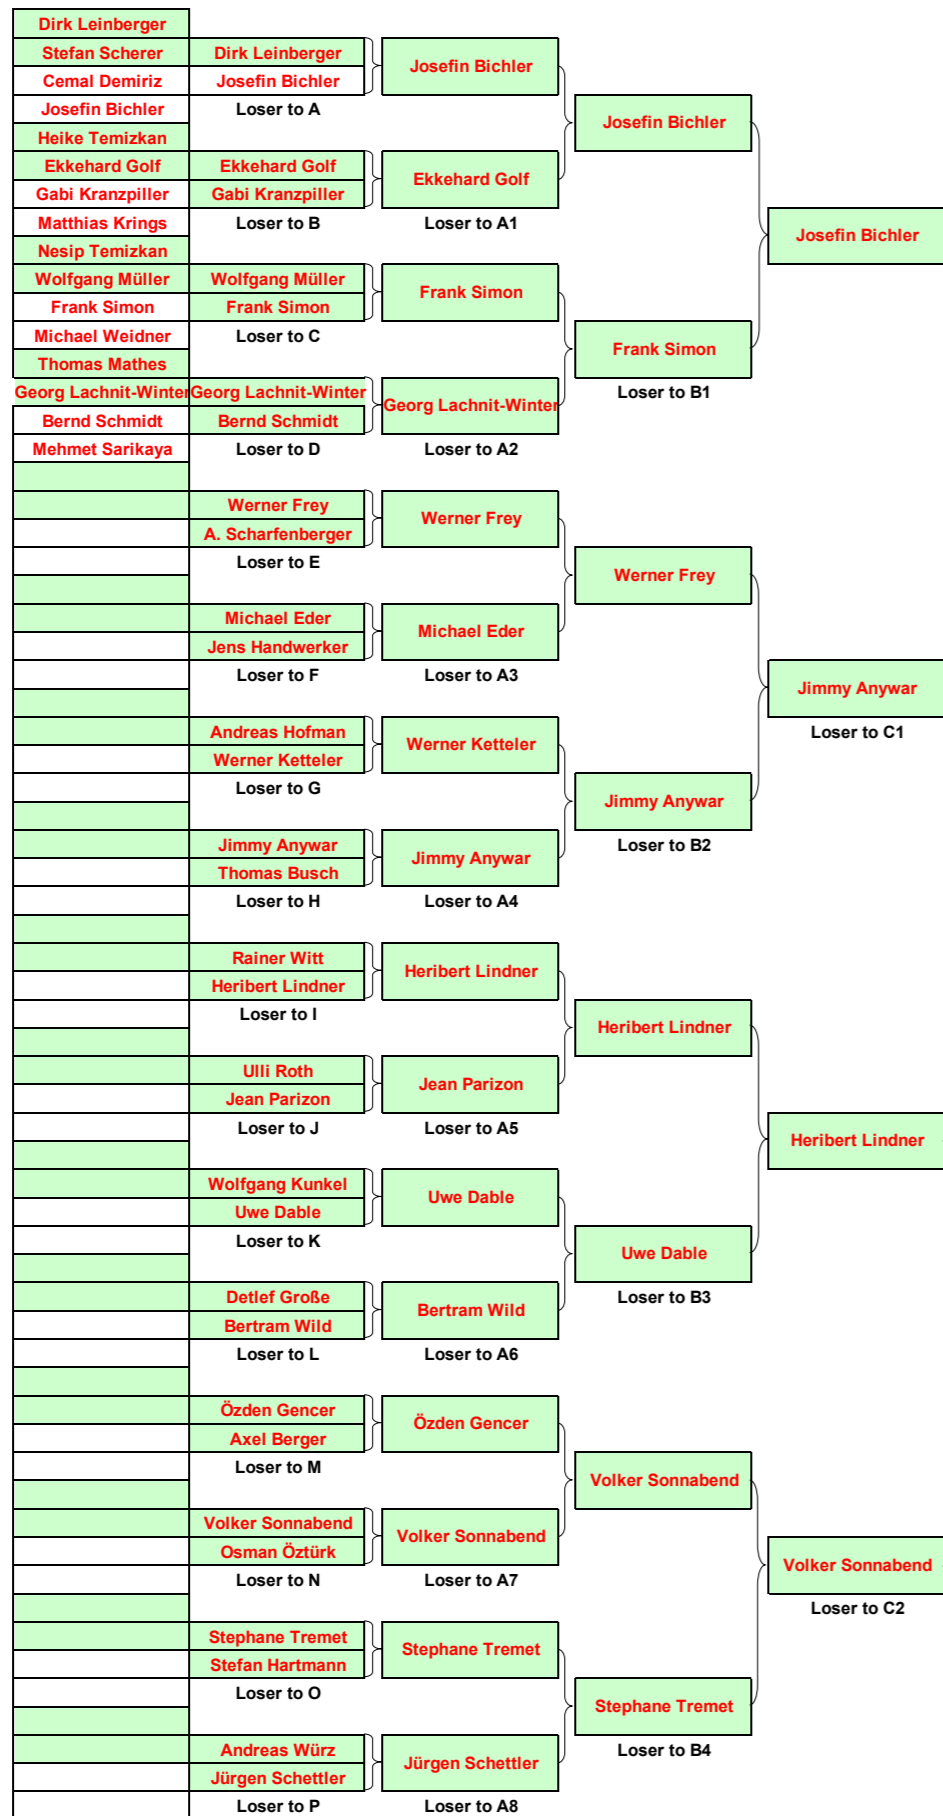 Dirk Leinberger
Stefan Scherer
Cemal Demiriz
Josefin Bichler
Heike Temizkan
Ekkehard Golf
Gabi Kranzpiller
Matthias Krings
Nesip Temizkan
Wolfgang Müller
Frank Simon
Michael Weidner
Thomas Mathes
Georg Lachnit-Winter
Bernd Schmidt
Mehmet Sarikaya
Dirk Leinberger
Josefin Bichler
Loser to A
Ekkehard Golf
Gabi Kranzpiller
Loser to B
Wolfgang Müller
Frank Simon
Loser to C
Georg Lachnit-Winter
Bernd Schmidt
Loser to D
Werner Frey
A. Scharfenberger
Loser to E
Michael Eder
Jens Handwerker
Loser to F
Andreas Hofman
Werner Ketteler
Loser to G
Jimmy Anywar
Thomas Busch
Loser to H
Rainer Witt
Heribert Lindner
Loser to I
Ulli Roth
Jean Parizon
Loser to J
Wolfgang Kunkel
Uwe Dable
Loser to K
Detlef Große
Bertram Wild
Loser to L
Özden Gencer
Axel Berger
Loser to M
Volker Sonnabend
Osman Öztürk
Loser to N
Stephane Tremet
Stefan Hartmann
Loser to O
Andreas Würz
Jürgen Schettler
Loser to P
Josefin Bichler
Ekkehard Golf
Loser to A1
Frank Simon
Georg Lachnit-Winter
Loser to A2
Werner Frey
Michael Eder
Loser to A3
Werner Ketteler
Jimmy Anywar
Loser to A4
Heribert Lindner
Jean Parizon
Loser to A5
Uwe Dable
Bertram Wild
Loser to A6
Özden Gencer
Volker Sonnabend
Loser to A7
Stephane Tremet
Jürgen Schettler
Loser to A8
Josefin Bichler
Frank Simon
Loser to B1
Werner Frey
Jimmy Anywar
Loser to B2
Heribert Lindner
Uwe Dable
Loser to B3
Volker Sonnabend
Stephane Tremet
Loser to B4
Josefin Bichler
Jimmy Anywar
Loser to C1
Heribert Lindner
Volker Sonnabend
Loser to C2